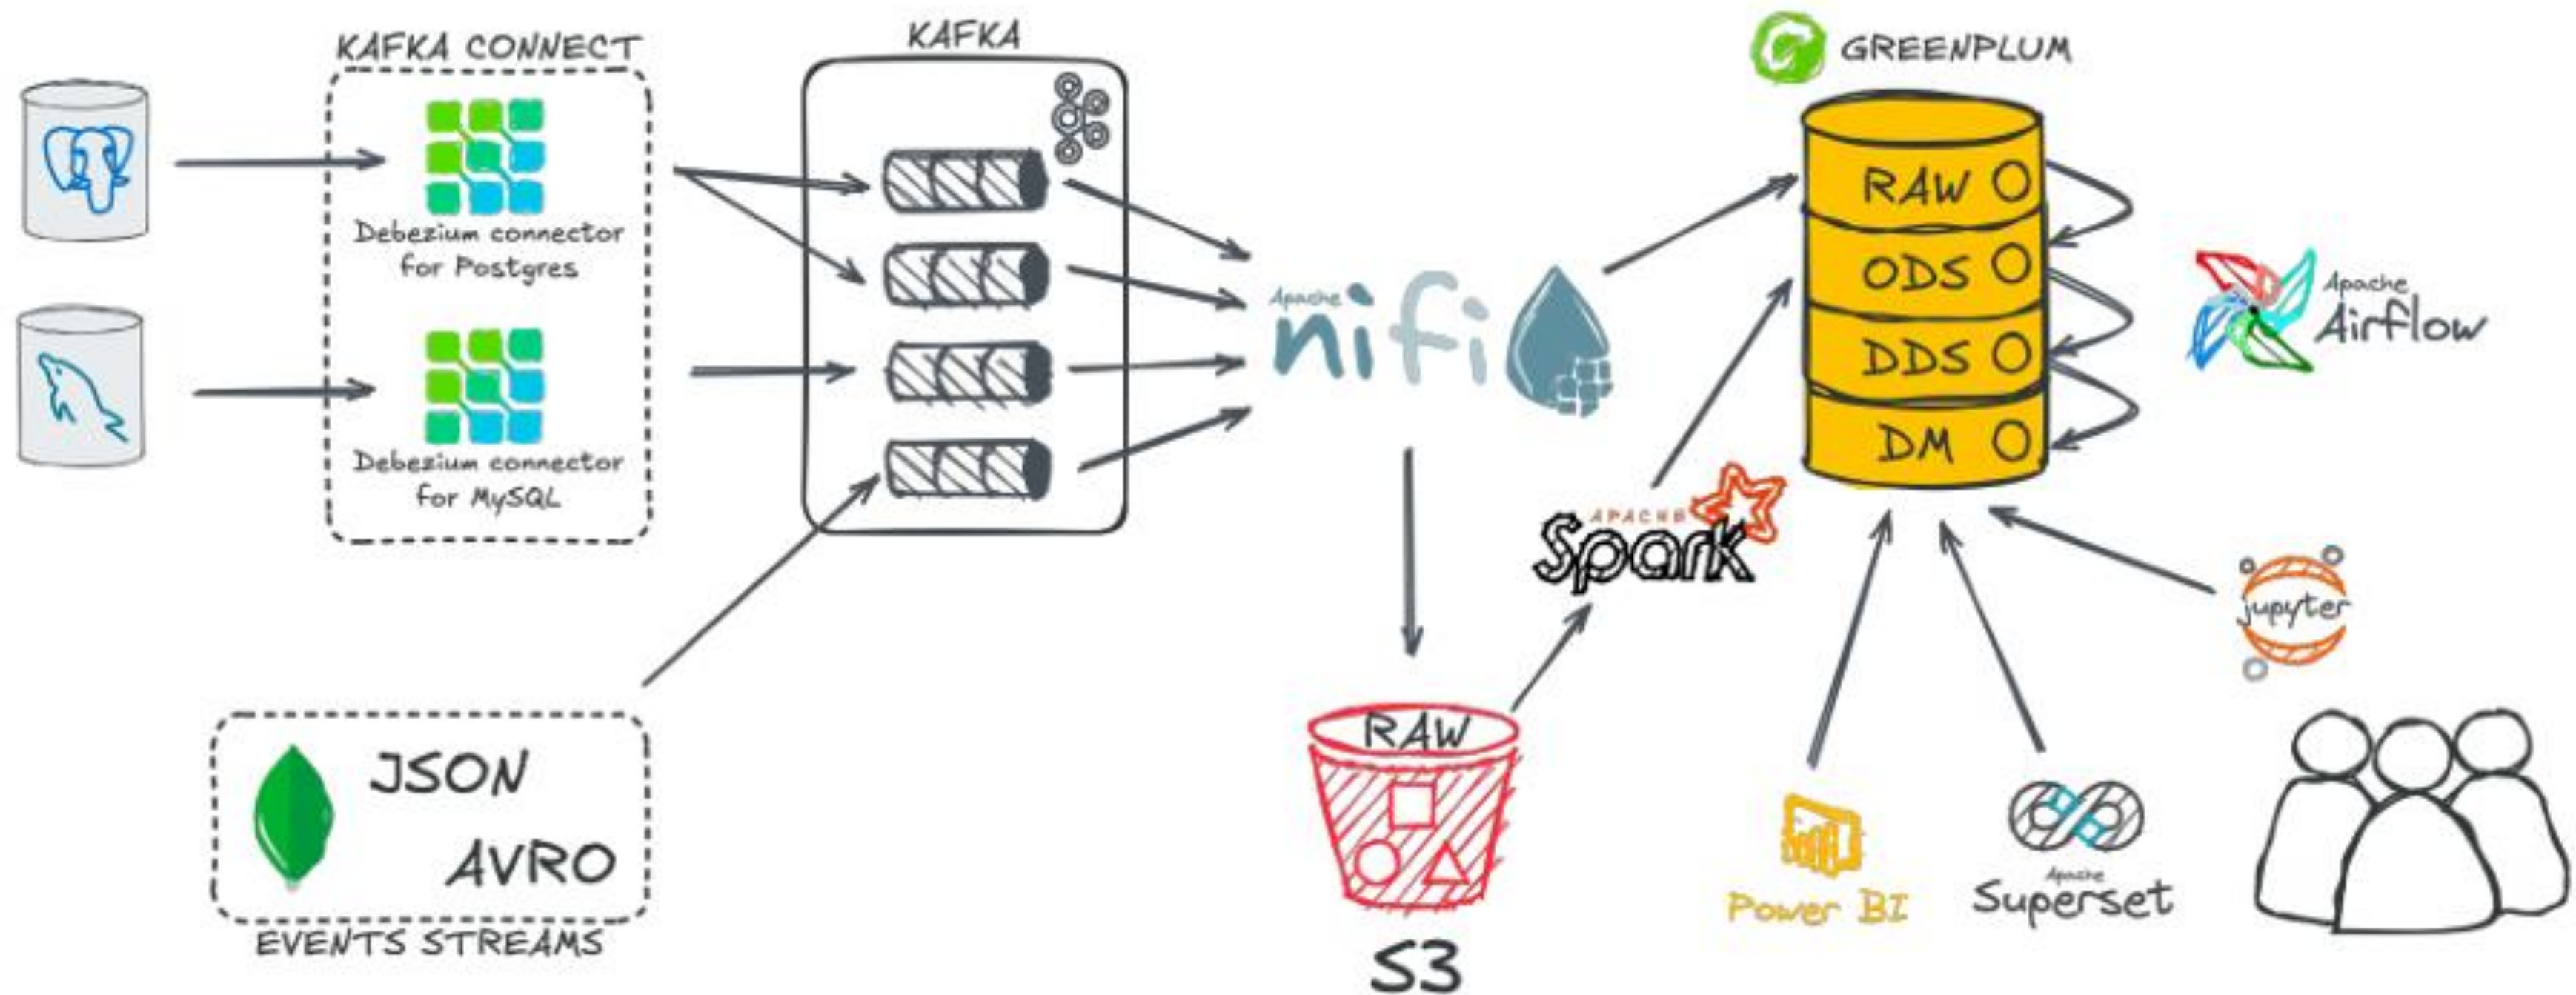 KAFKA CONNECT
Debezium connector
for Postgres
Debezium connector
for MySQL
JSON
AVRO
EVENTS STREAMS
KAFKA
Apache
nifi
RAW
S3
APACHE
Spark
GREENPLUM
RAW
ODS
DDS
DM
Apache
Airflow
jupyter
Power BI
Apache
Superset